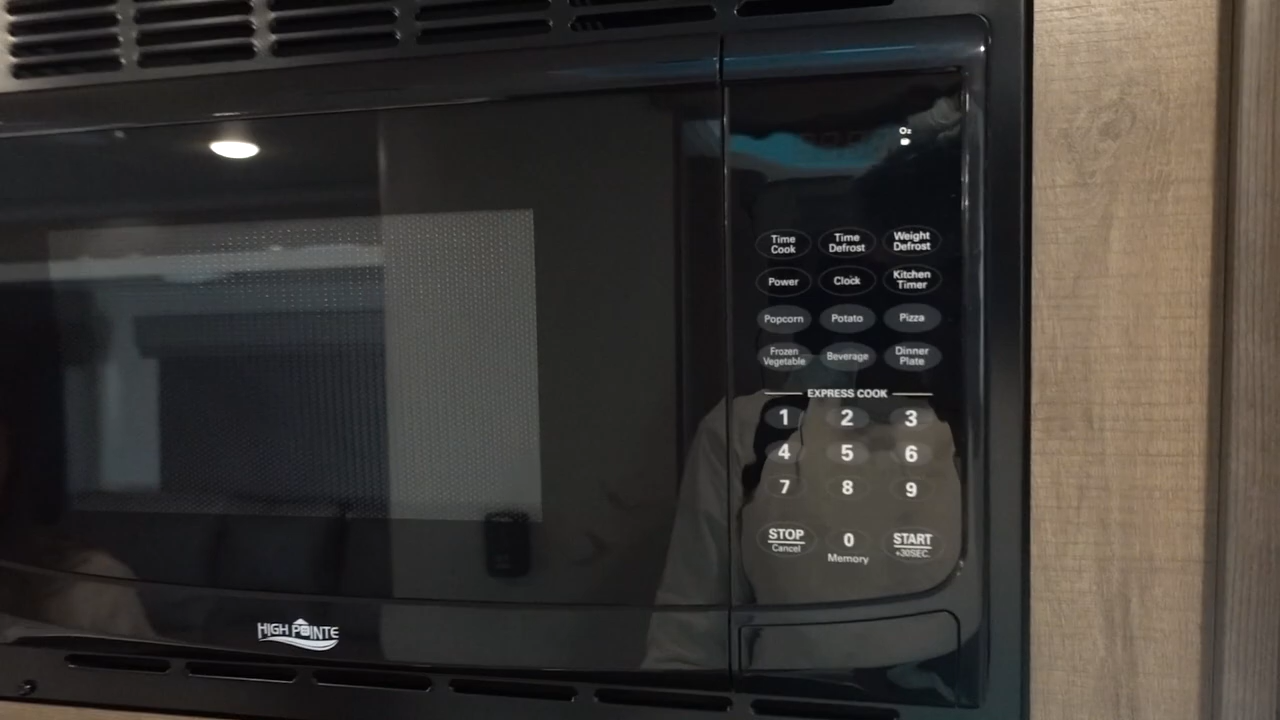 Oz
Time Cook
Time Defrost
Weight Defrost
Power
Clock
Kitchen Timer
Popcorn
Potato
Pizza
Frozen Vegetable
Beverage
Dinner Plate
EXPRESS COOK
1 2 3
4 5 6
7 8 9
STOP
Cancel
0
Memory
START
+30SEC.
HIGH POINTE